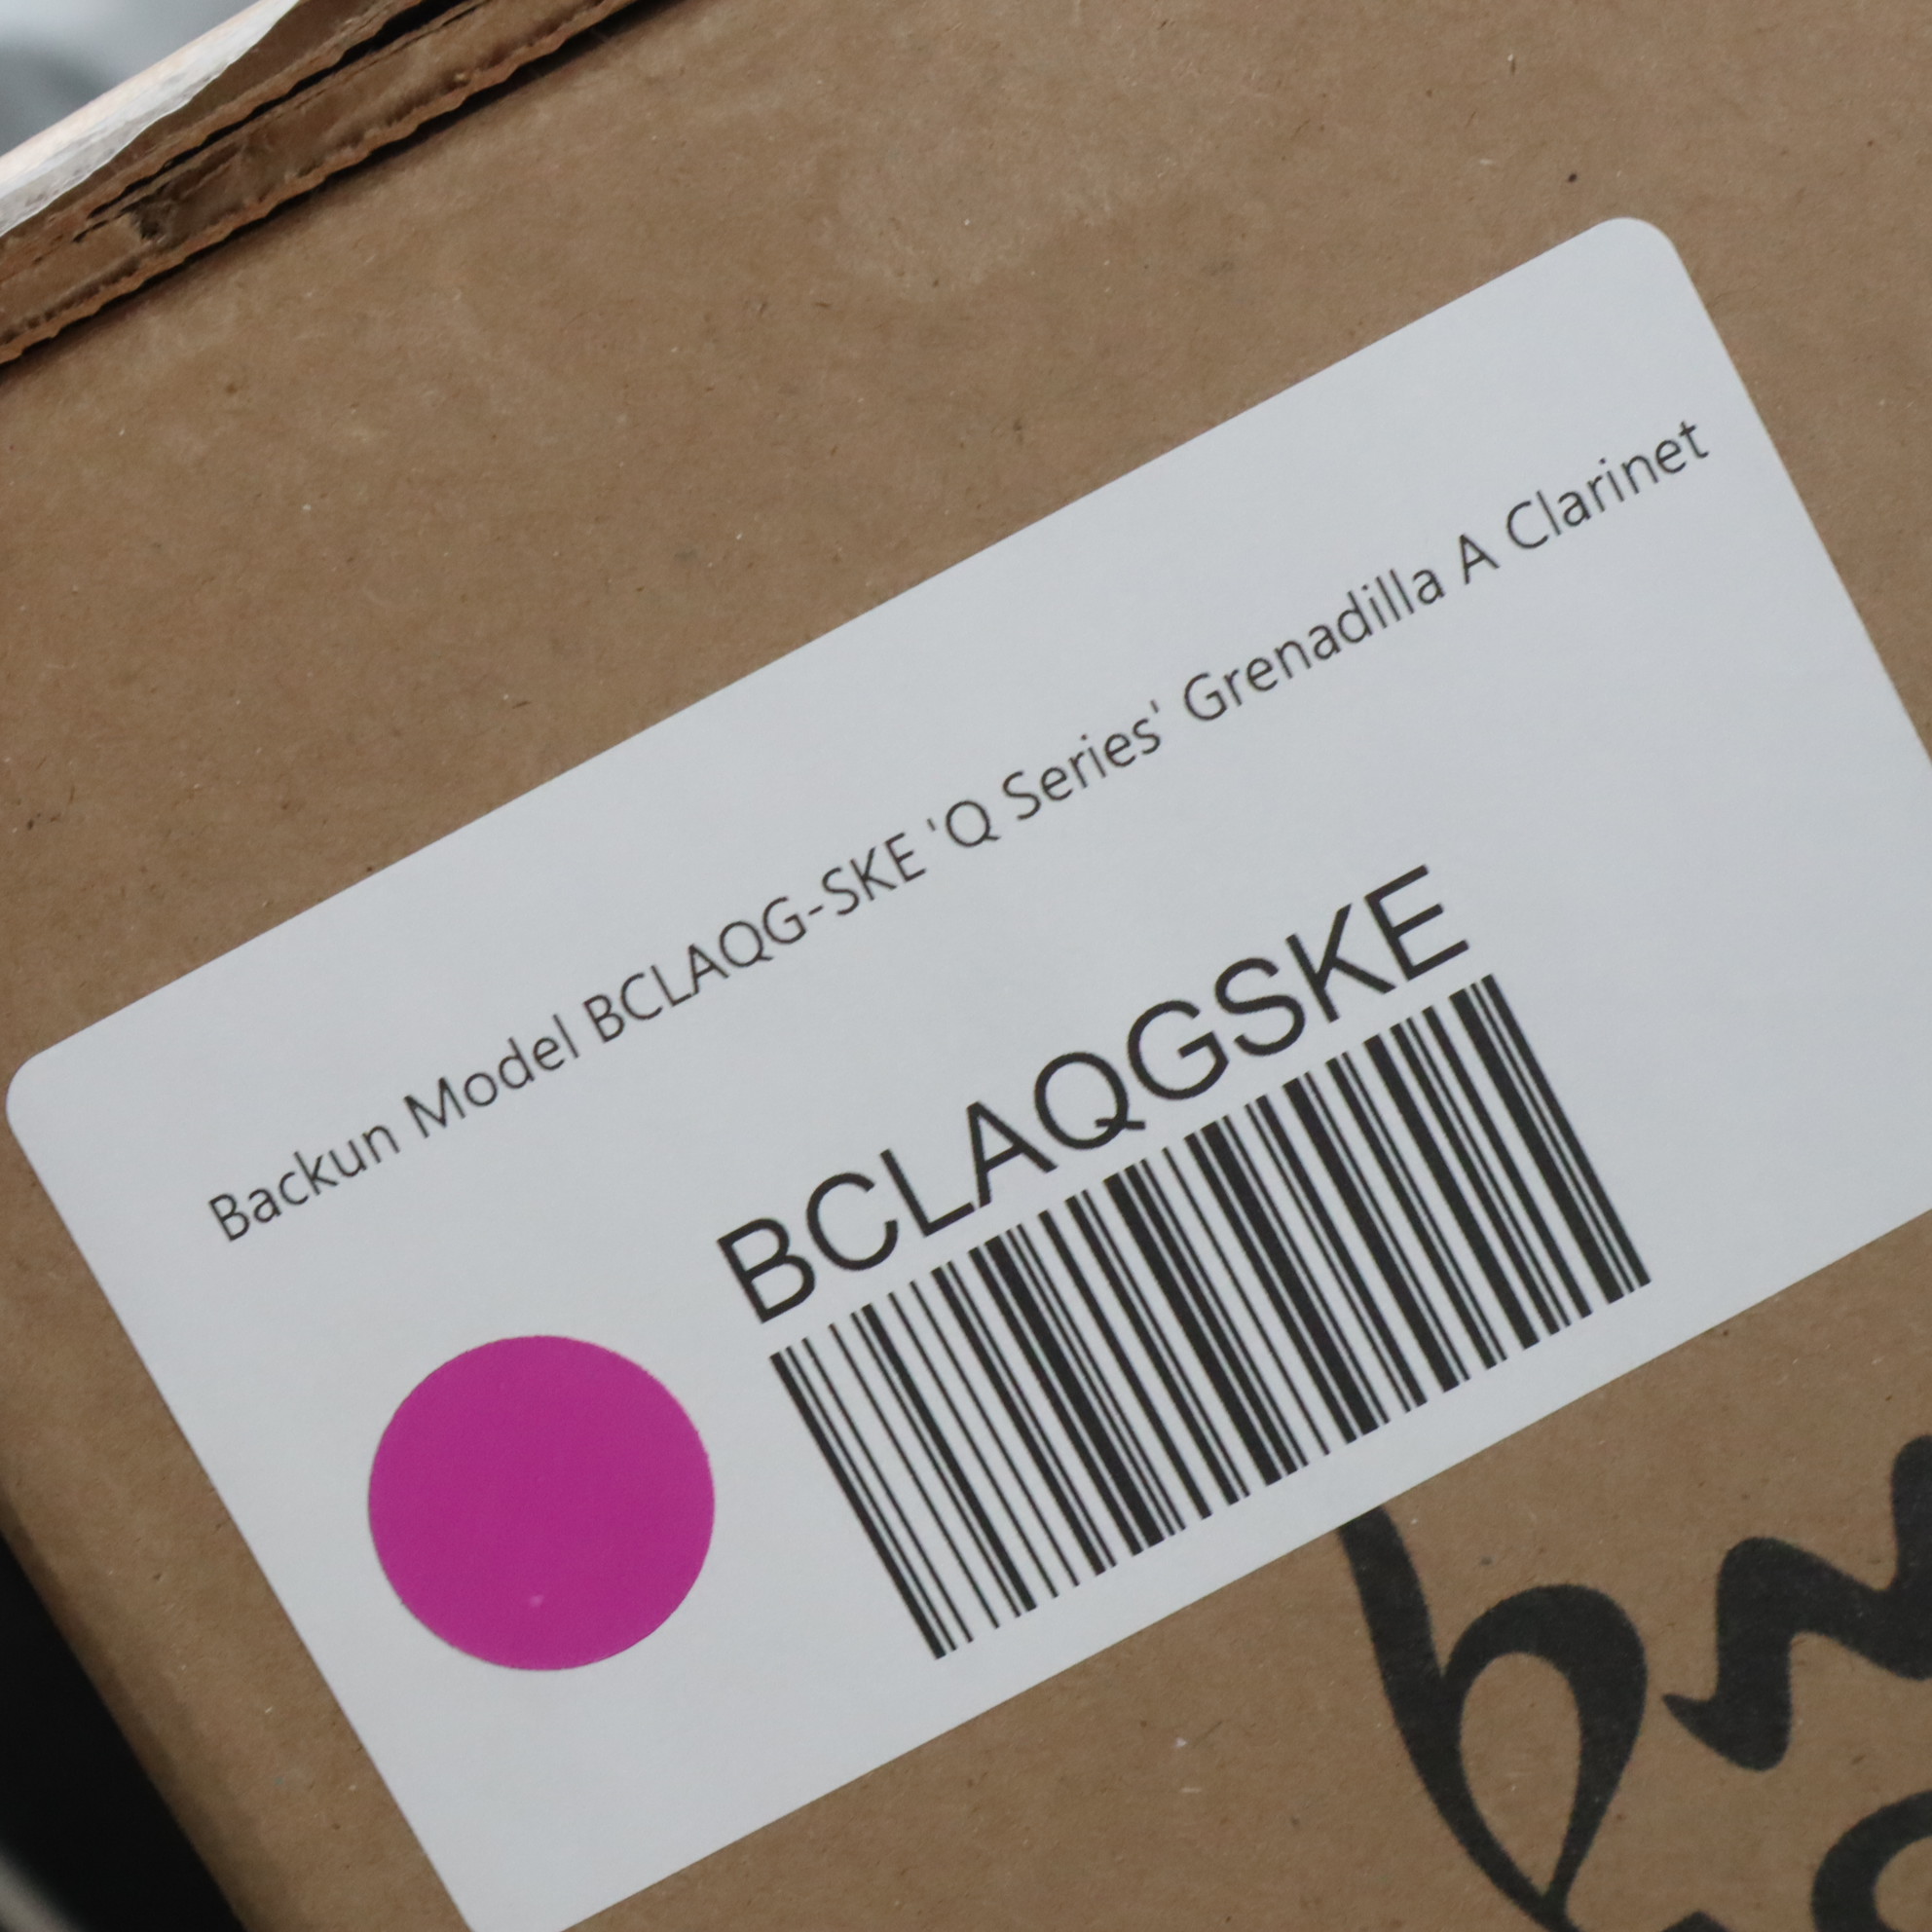 Backun Model BCLAQG-SKE 'Q Series' Grenadilla A Clarinet
BCLAQGSKE